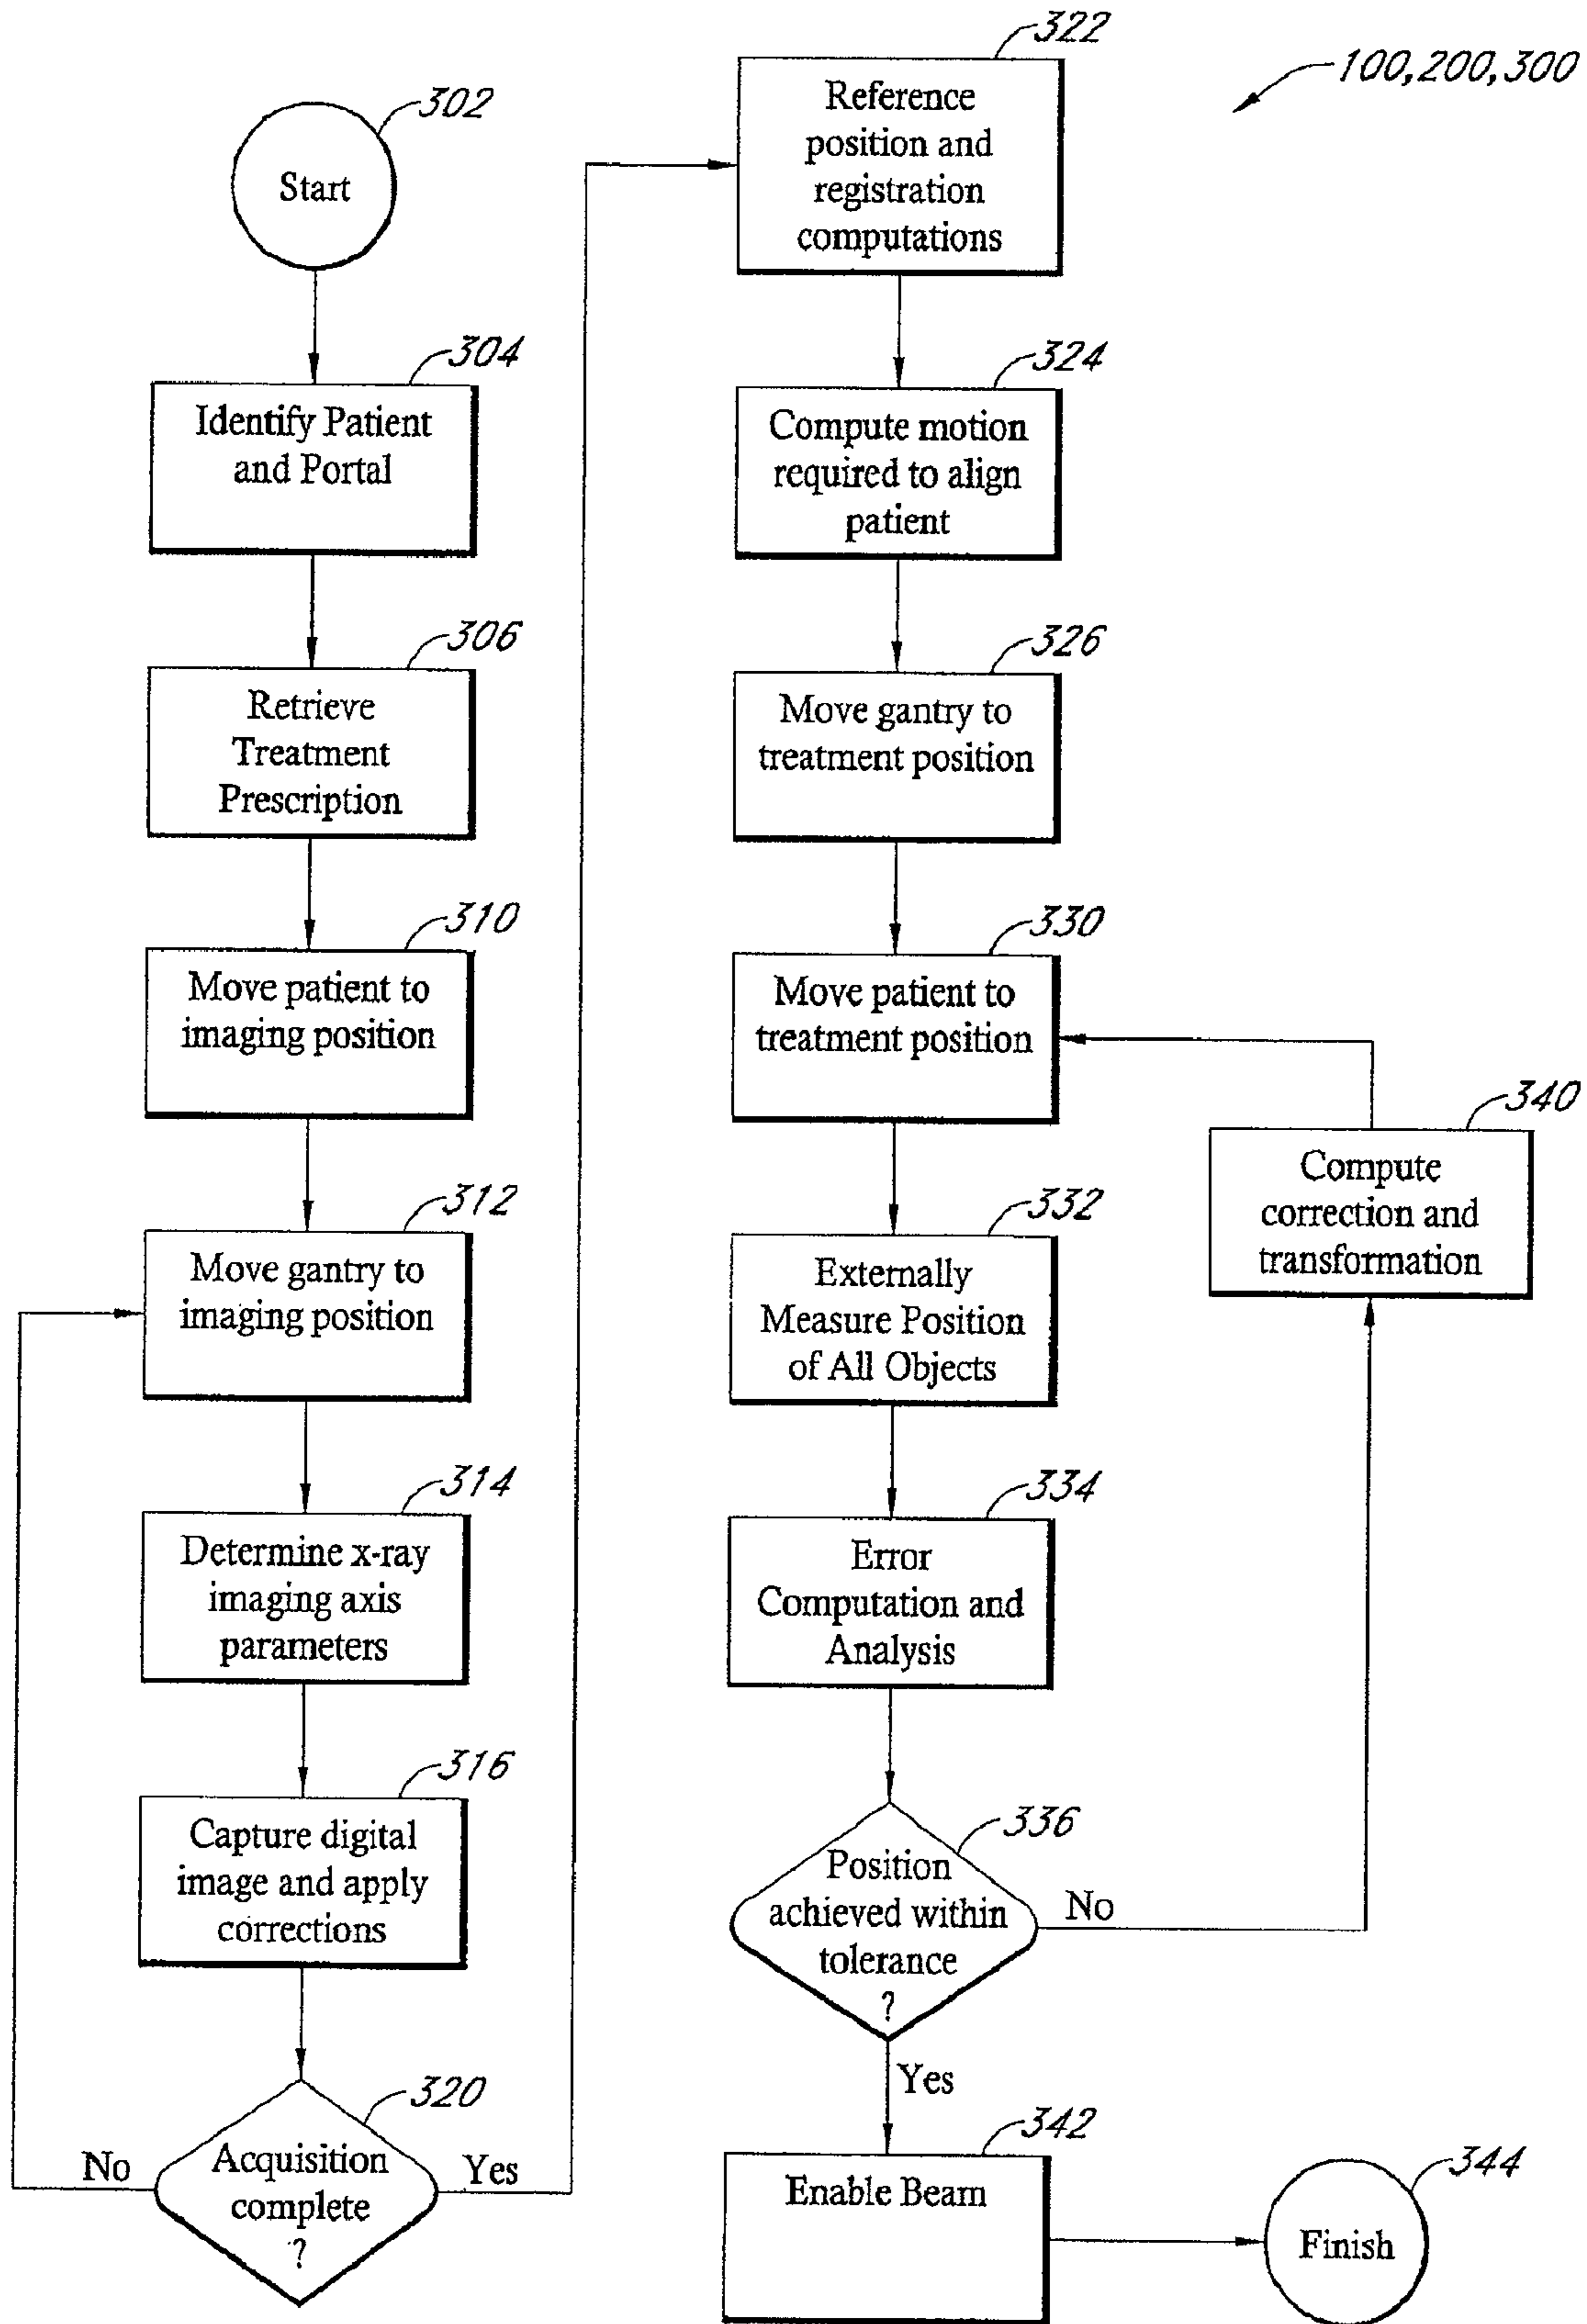 302
Start
304
Identify Patient
and Portal
306
Retrieve
Treatment
Prescription
310
Move patient to
imaging position
312
Move gantry to
imaging position
314
Determine x-ray
imaging axis
parameters
316
Capture digital
image and apply
corrections
320
Acquisition
complete
?
No
Yes
322
Reference
position and
registration
computations
100,200,300
324
Compute motion
required to align
patient
326
Move gantry to
treatment position
330
Move patient to
treatment position
340
Compute
correction and
transformation
332
Externally
Measure Position
of All Objects
334
Error
Computation and
Analysis
336
Position
achieved within
tolerance
?
No
Yes
342
Enable Beam
344
Finish